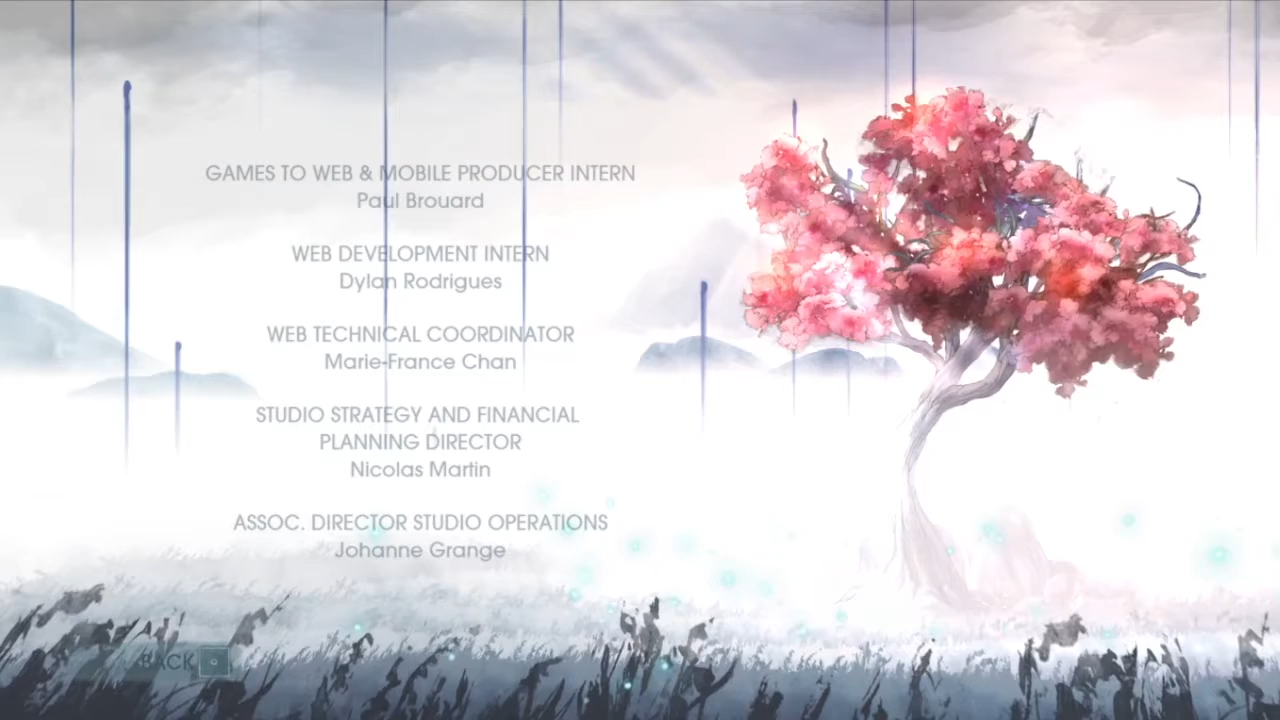 GAMES TO WEB & MOBILE PRODUCER INTERN
Paul Brouard
WEB DEVELOPMENT INTERN
Dylan Rodrigues
WEB TECHNICAL COORDINATOR
Marie-France Chan
STUDIO STRATEGY AND FINANCIAL
PLANNING DIRECTOR
Nicolas Martin
ASSOC. DIRECTOR STUDIO OPERATIONS
Johanne Grange
BACK